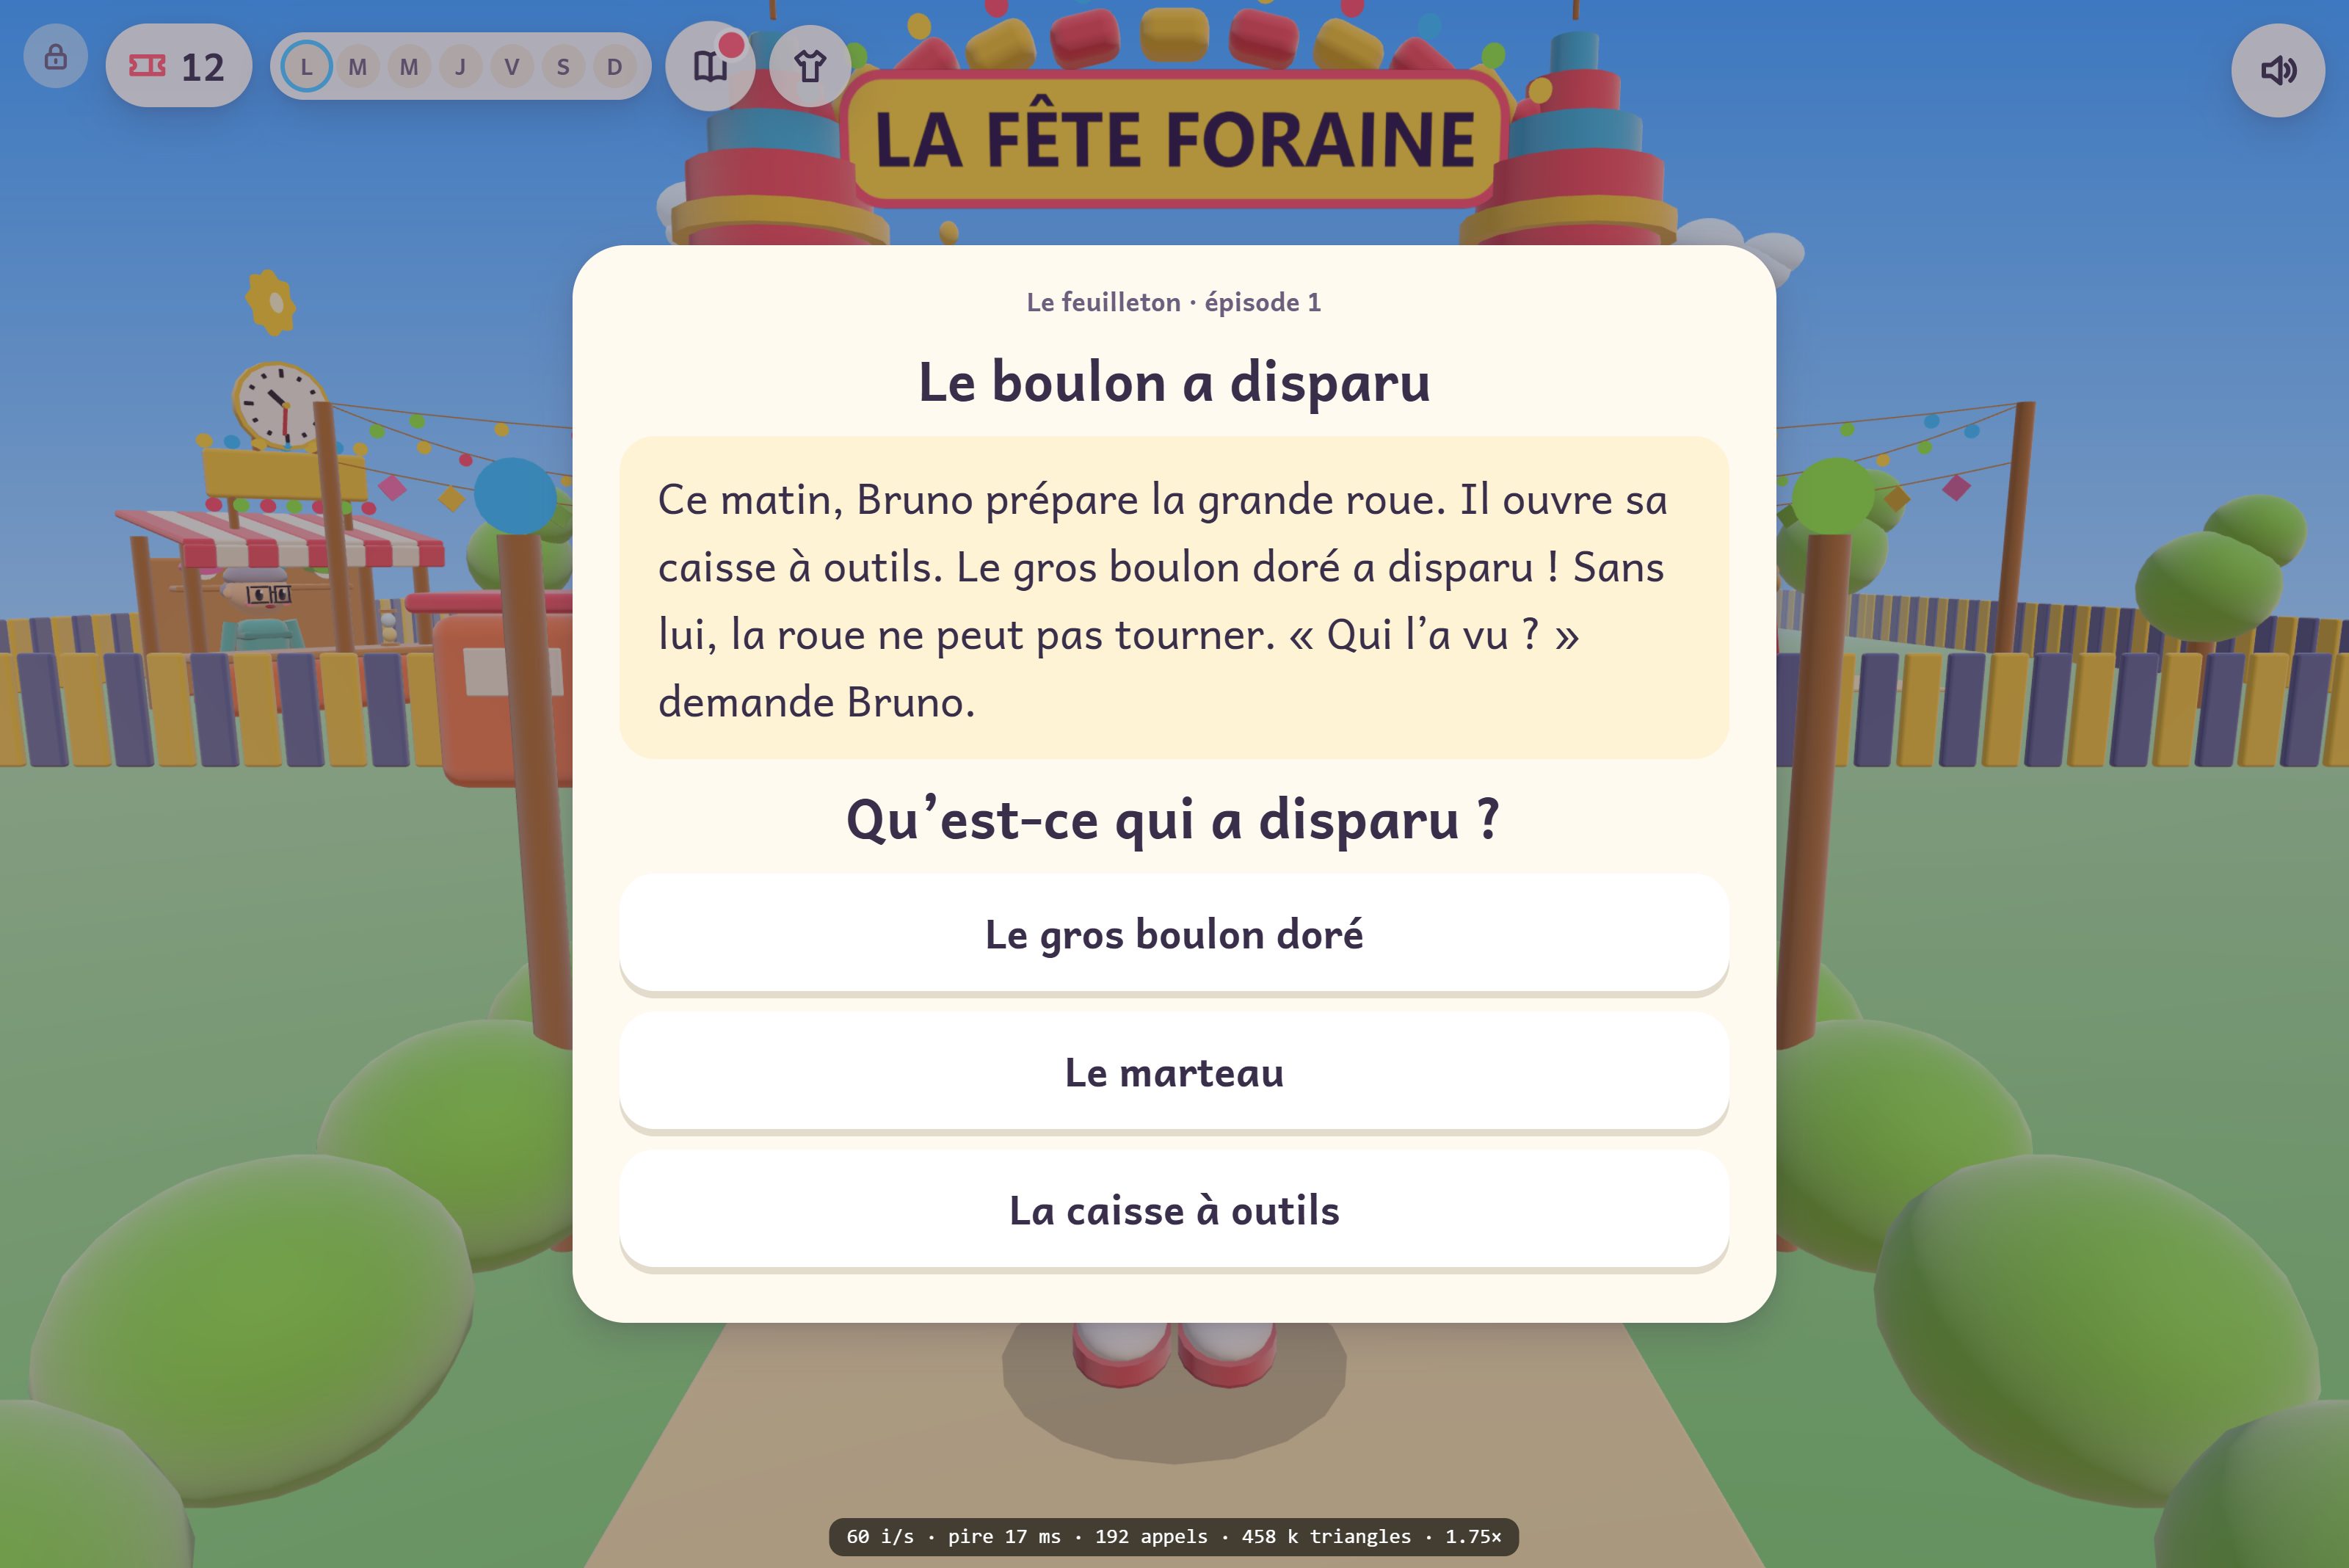 12
L M M J V S D
LA FÊTE FORAINE
Le feuilleton · épisode 1
Le boulon a disparu
Ce matin, Bruno prépare la grande roue. Il ouvre sa
caisse à outils. Le gros boulon doré a disparu ! Sans
lui, la roue ne peut pas tourner. « Qui l’a vu ? »
demande Bruno.
Qu’est-ce qui a disparu ?
Le gros boulon doré
Le marteau
La caisse à outils
60 i/s · pire 17 ms · 192 appels · 458 k triangles · 1.75×